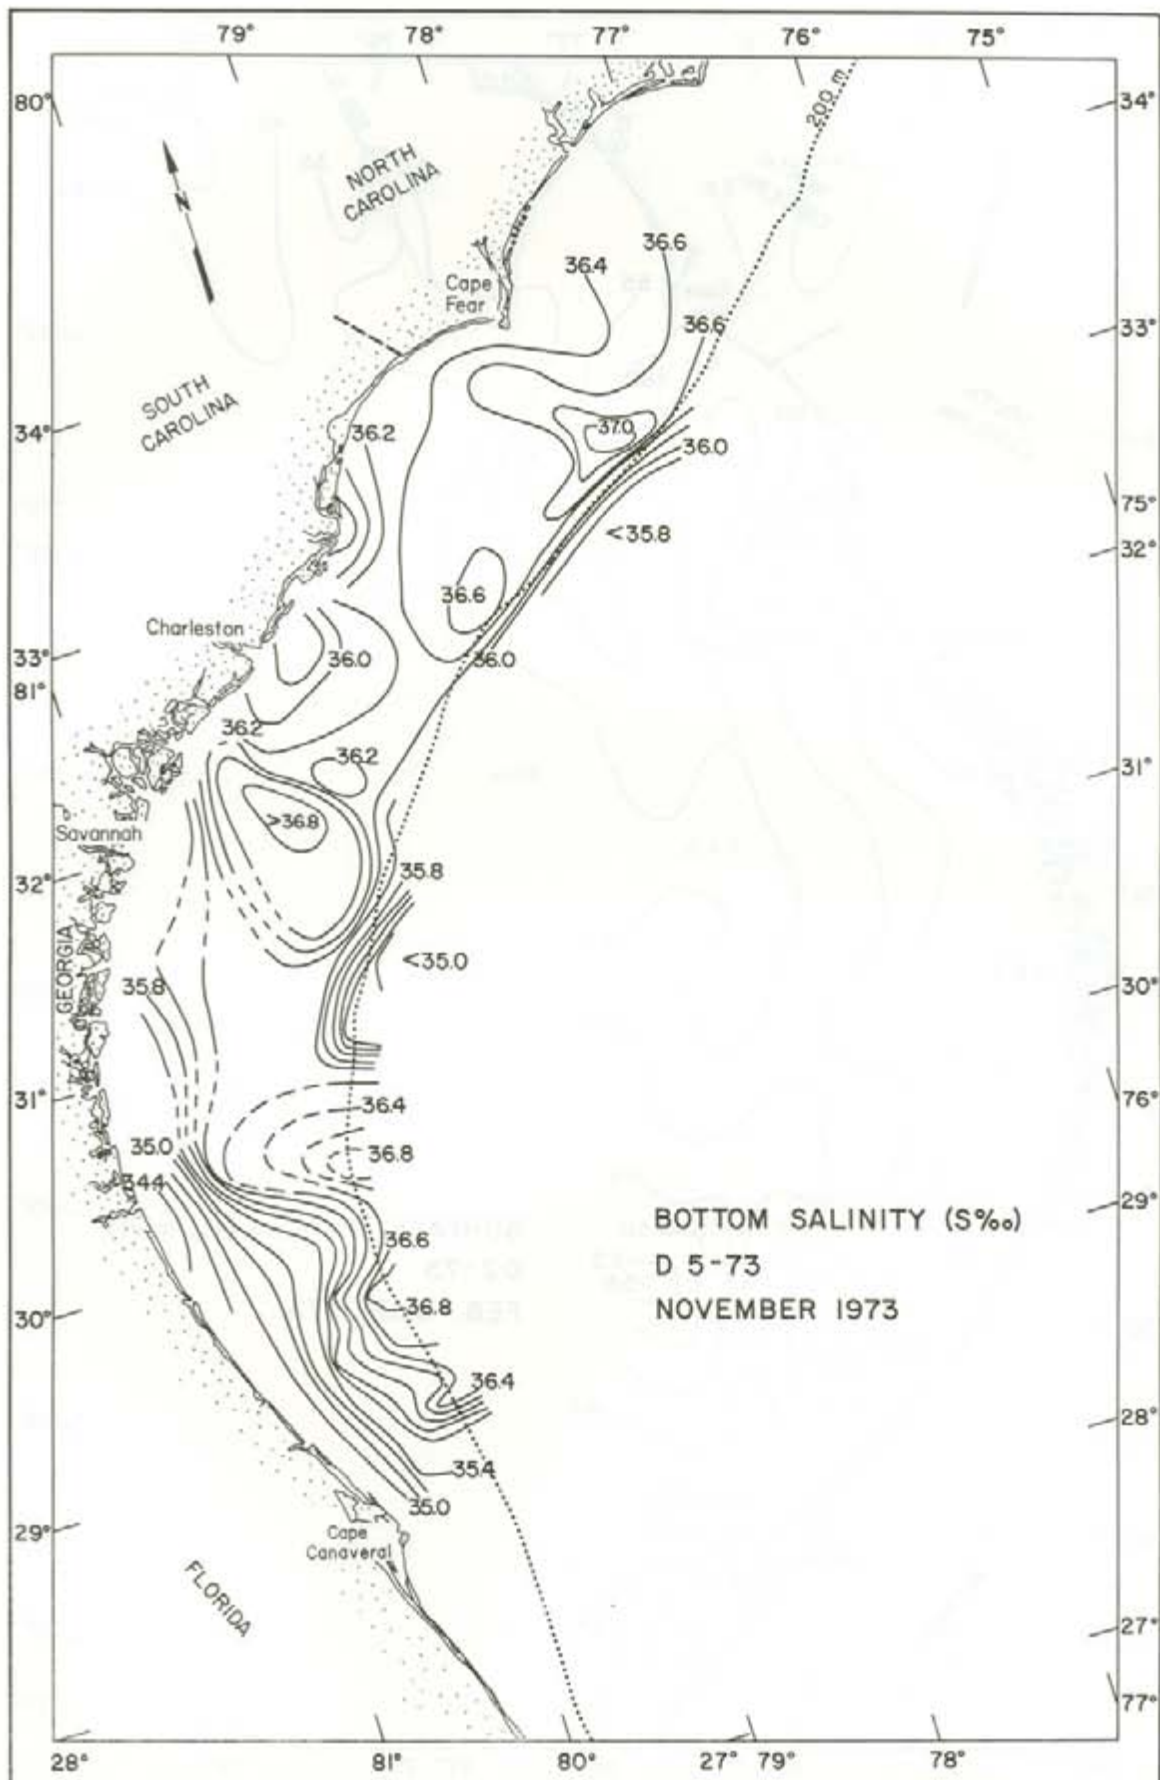 79° 78° 77° 76° 75°
80°
34°
200 m
N
NORTH
CAROLINA
36.6
36.4
Cape
Fear
36.6
33°
SOUTH
CAROLINA
34°
36.2
37.0
36.0
75°
<35.8
32°
36.6
Charleston
33°
36.0
36.0
81°
36.2
36.2
31°
>36.8
Savannah
35.8
32°
GEORGIA
<35.0
35.8
30°
31°
36.4
76°
35.0
36.8
34.4
29°
BOTTOM SALINITY (S‰)
36.6
D 5-73
36.8
NOVEMBER 1973
30°
36.4
28°
35.4
35.0
29°
Cape
Canaveral
FLORIDA
27°
77°
28° 81° 80° 27° 79° 78°